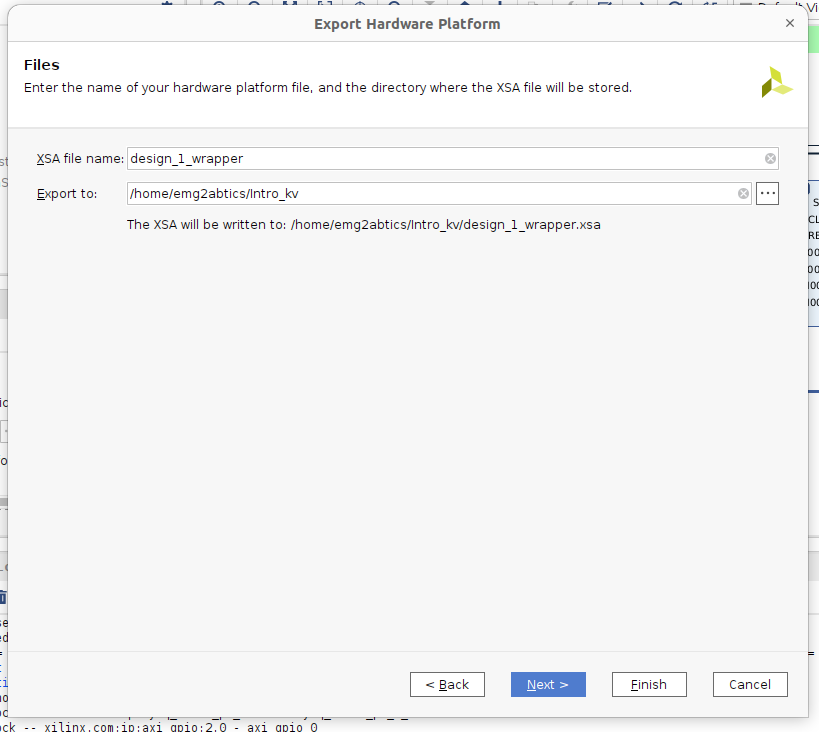 Default Vi
Export Hardware Platform
Files
Enter the name of your hardware platform file, and the directory where the XSA file will be stored.
XSA file name: design_1_wrapper
Export to: /home/emg2abtics/Intro_kv
The XSA will be written to: /home/emg2abtics/Intro_kv/design_1_wrapper.xsa
< Back Next > Finish Cancel
ock -- xilinx.com:ip:axi_gpio:2.0 - axi_gpio_0